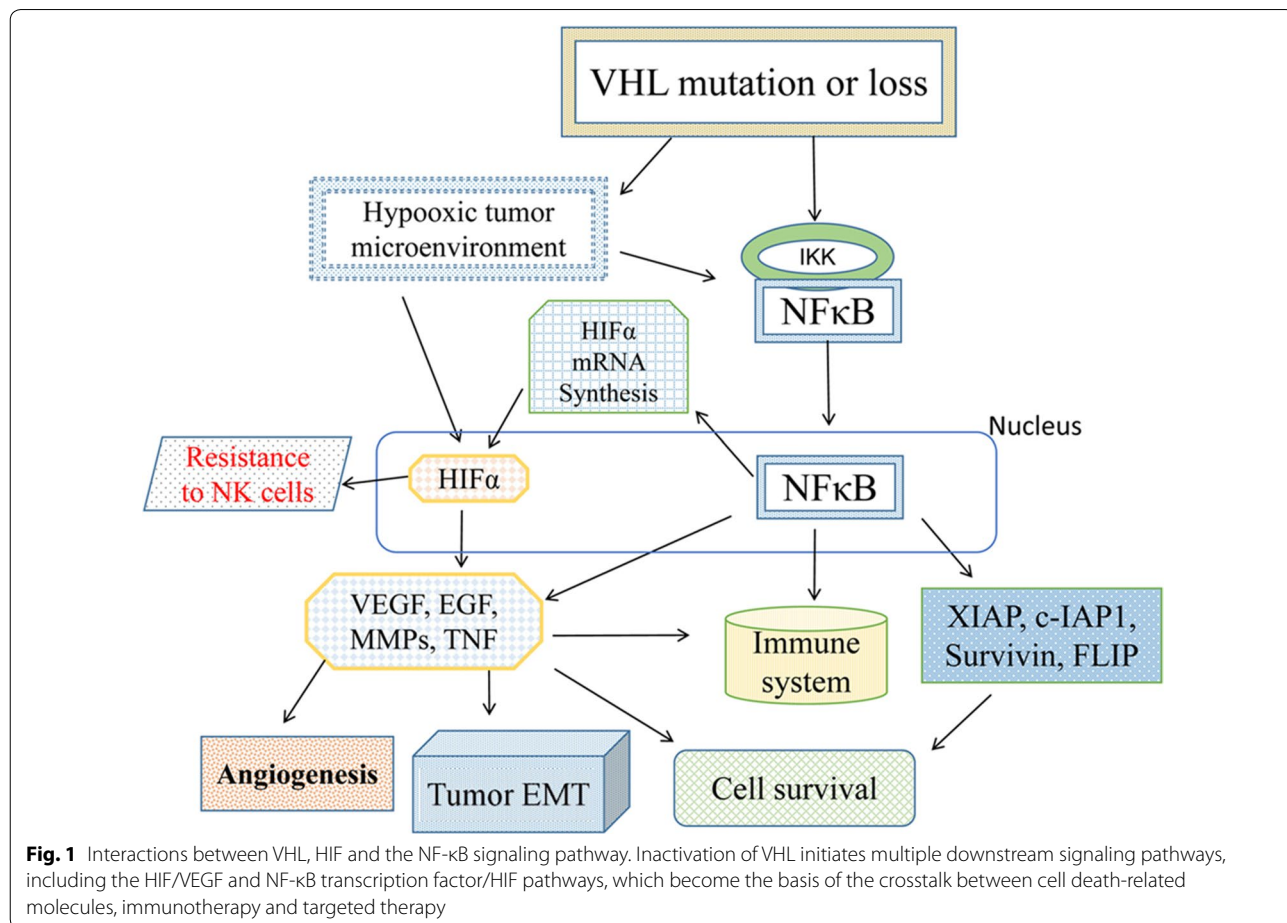 VHL mutation or loss
Hypooxic tumor
microenvironment
IKK
NFκB
HIFα
mRNA
Synthesis
Nucleus
Resistance
to NK cells
HIFα
NFκB
VEGF, EGF,
MMPs, TNF
Immune
system
XIAP, c-IAP1,
Survivin, FLIP
Angiogenesis
Tumor EMT
Cell survival
Fig. 1 Interactions between VHL, HIF and the NF-κB signaling pathway. Inactivation of VHL initiates multiple downstream signaling pathways,
including the HIF/VEGF and NF-κB transcription factor/HIF pathways, which become the basis of the crosstalk between cell death-related
molecules, immunotherapy and targeted therapy